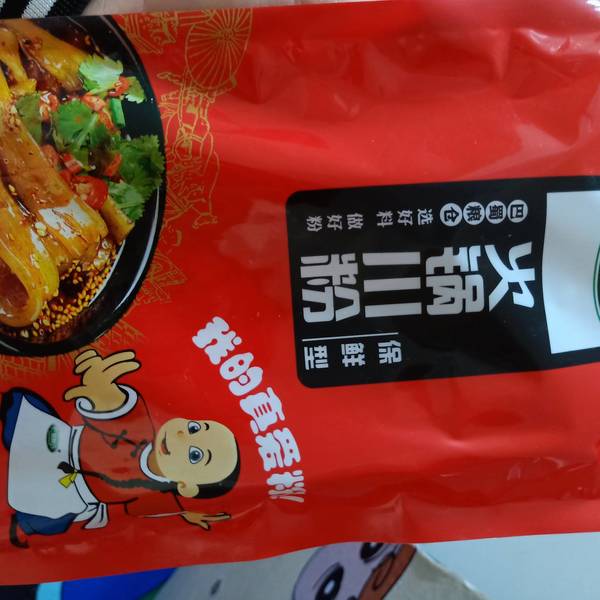 巴蜀粮仓 选好料 做好粉
火锅川粉
保鲜型
我的真爱粉